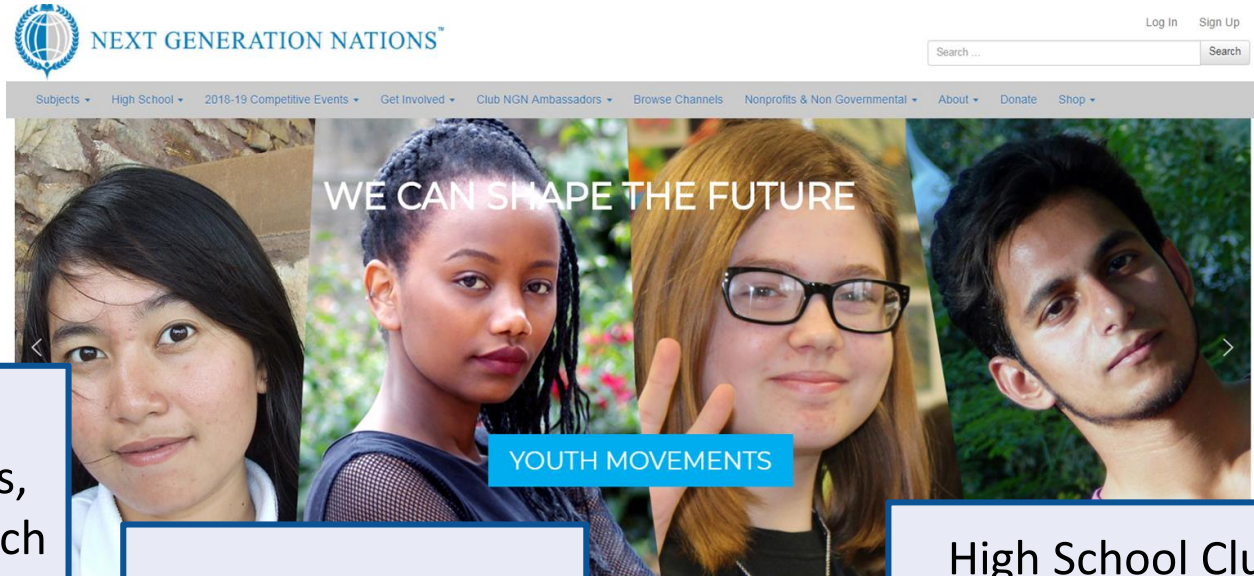 NEXT GENERATION NATIONS™
Log In Sign Up
Search ... Search
Subjects High School 2018-19 Competitive Events Get Involved Club NGN Ambassadors Browse Channels Nonprofits & Non Governmental About Donate Shop
WE CAN SHAPE THE FUTURE
YOUTH MOVEMENTS
High School